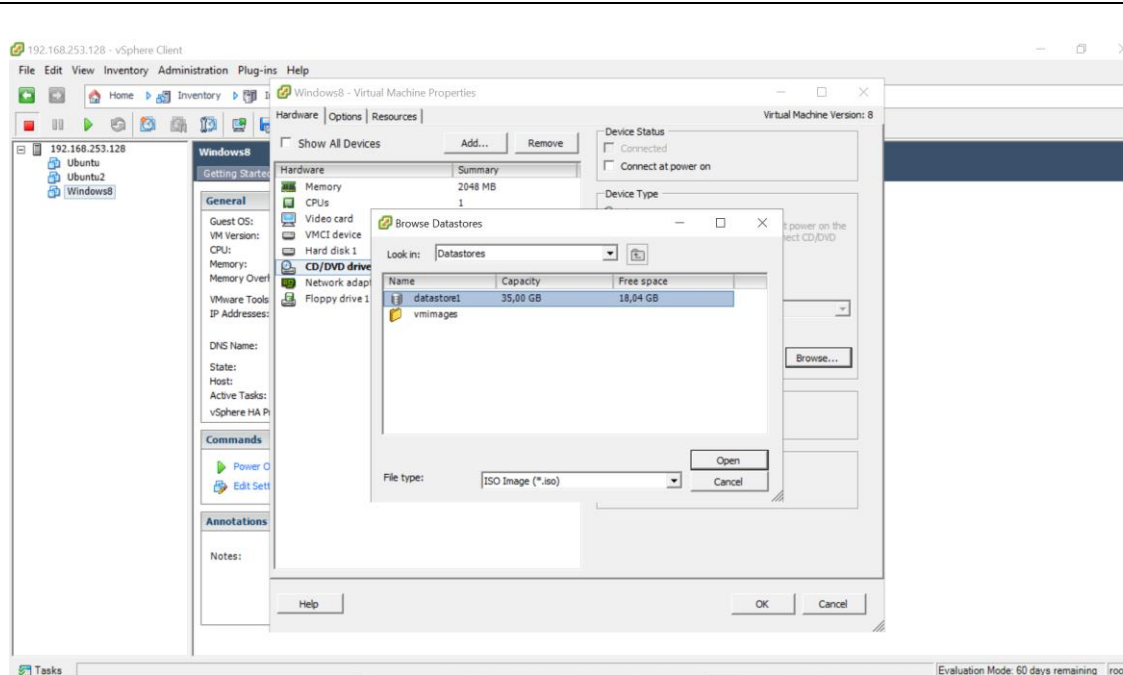 192.168.253.128 - vSphere Client
File Edit View Inventory Administration Plug-ins Help
Home Inventory
192.168.253.128
Ubuntu
Ubuntu2
Windows8
Windows8
Getting Started
General
Guest OS:
VM Version:
CPU:
Memory:
Memory Overh
VMware Tools
IP Addresses:
DNS Name:
State:
Host:
Active Tasks:
vSphere HA P
Commands
Power O
Edit Sett
Annotations
Notes:
Windows8 - Virtual Machine Properties
Hardware Options Resources
Virtual Machine Version: 8
Show All Devices Add... Remove
Hardware Summary
Memory 2048 MB
CPUs 1
Video card
VMCI device
Hard disk 1
CD/DVD drive
Network adapt
Floppy drive 1
Device Status
Connected
Connect at power on
Device Type
t power on the
nect CD/DVD
Browse...
Browse Datastores
Look in: Datastores
Name Capacity Free space
datastore1 35,00 GB 18,04 GB
vmimages
Open
File type: ISO Image (*.iso) Cancel
Help OK Cancel
Tasks Evaluation Mode: 60 days remaining roo